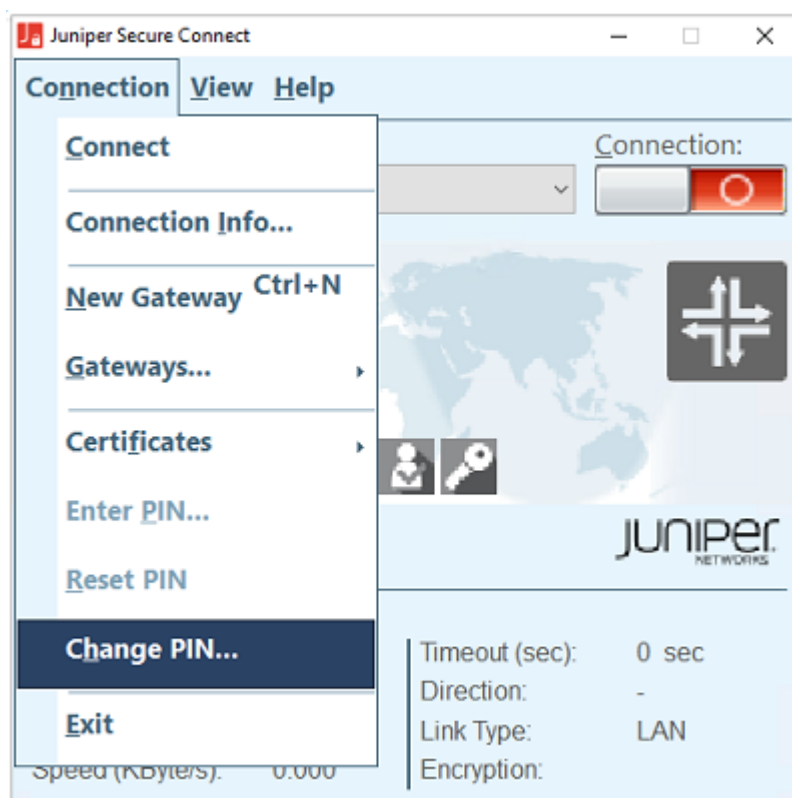 Juniper Secure Connect
Connection View Help
Connect
Connection:
Connection Info...
New Gateway Ctrl+N
Gateways...
Certificates
Enter PIN...
JUNIPER
NETWORKS
Reset PIN
Change PIN...
Timeout (sec): 0 sec
Direction: -
Exit
Link Type: LAN
Speed (KByte/s): 0.000
Encryption: